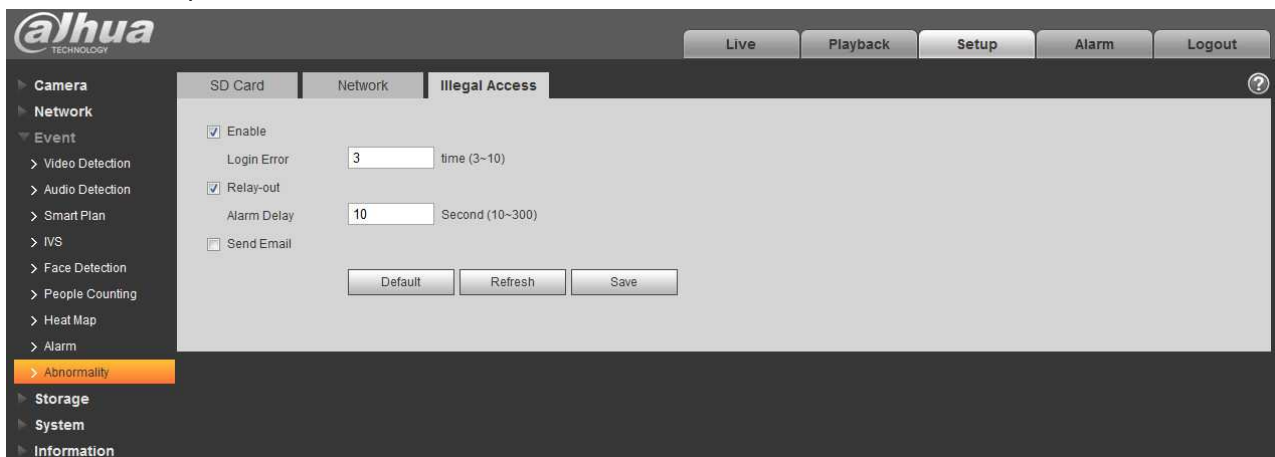 alhua
TECHNOLOGY
Live Playback Setup Alarm Logout
Camera
Network
Event
Video Detection
Audio Detection
Smart Plan
IVS
Face Detection
People Counting
Heat Map
Alarm
Abnormality
Storage
System
Information
SD Card Network Illegal Access ?
Enable
Login Error 3 time (3~10)
Relay-out
Alarm Delay 10 Second (10~300)
Send Email
Default Refresh Save